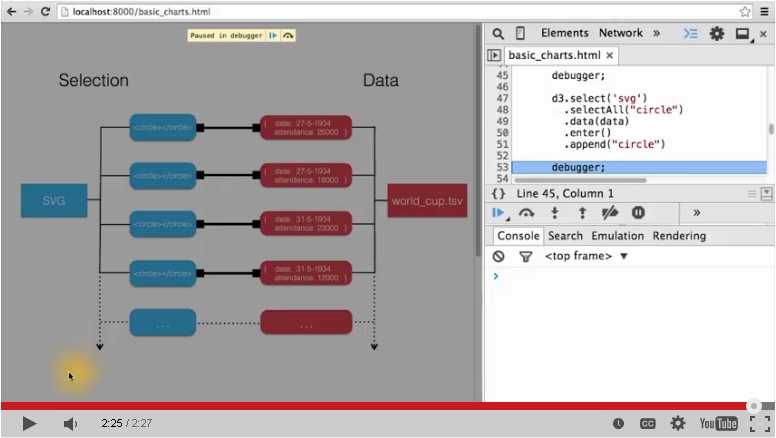 localhost:8000/basic_charts.html
Paused in debugger
Elements Network »
basic_charts.html ×
45 debugger;
46
47 d3.select('svg')
48 .selectAll("circle")
49 .data(data)
50 .enter()
51 .append("circle")
52
53 debugger;
54
{} Line 45, Column 1
»
Console Search Emulation Rendering
<top frame> ▼
>
Selection Data
<circle></circle> { date: 27-5-1934
attendance: 25000 }
<circle></circle> { date: 27-5-1934
attendance: 16000 }
SVG world_cup.tsv
<circle></circle> { date: 31-5-1934
attendance: 23000 }
<circle></circle> { date: 31-5-1934
attendance: 12000 }
... ...
2:25 / 2:27 CC YouTube